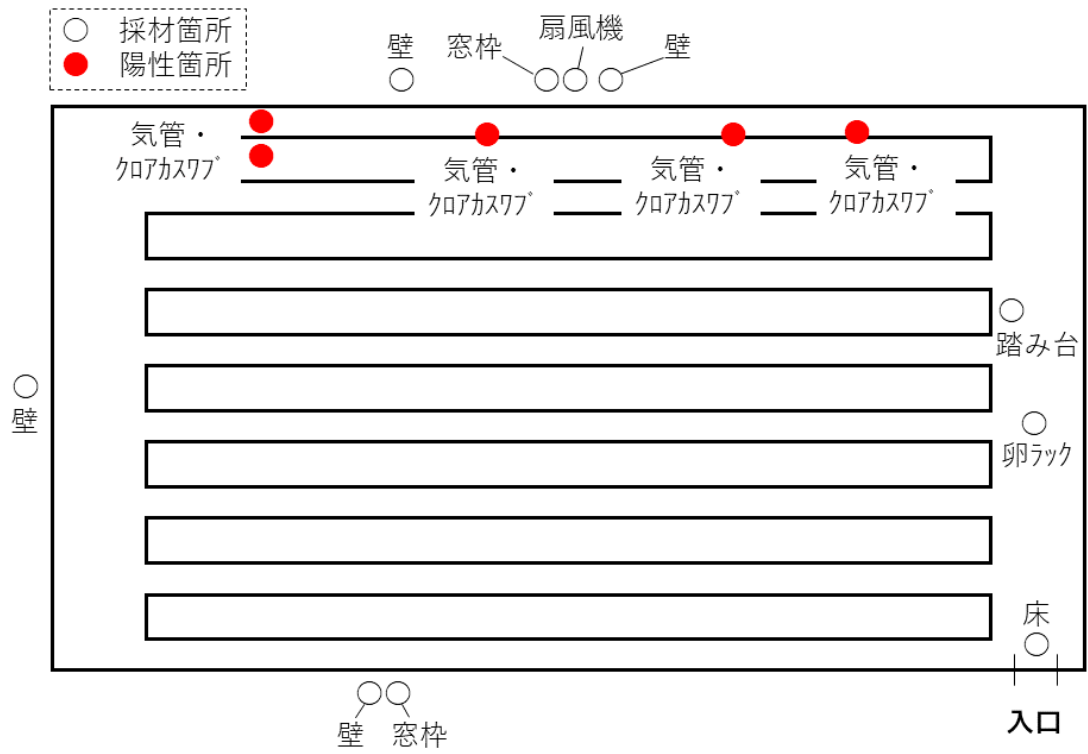 採材箇所
陽性箇所
壁
窓枠
扇風機
壁
気管・
ｸﾛｱｶｽﾜﾌﾞ
気管・
ｸﾛｱｶｽﾜﾌﾞ
気管・
ｸﾛｱｶｽﾜﾌﾞ
気管・
ｸﾛｱｶｽﾜﾌﾞ
踏み台
壁
卵ﾗｯｸ
床
入口
壁
窓枠